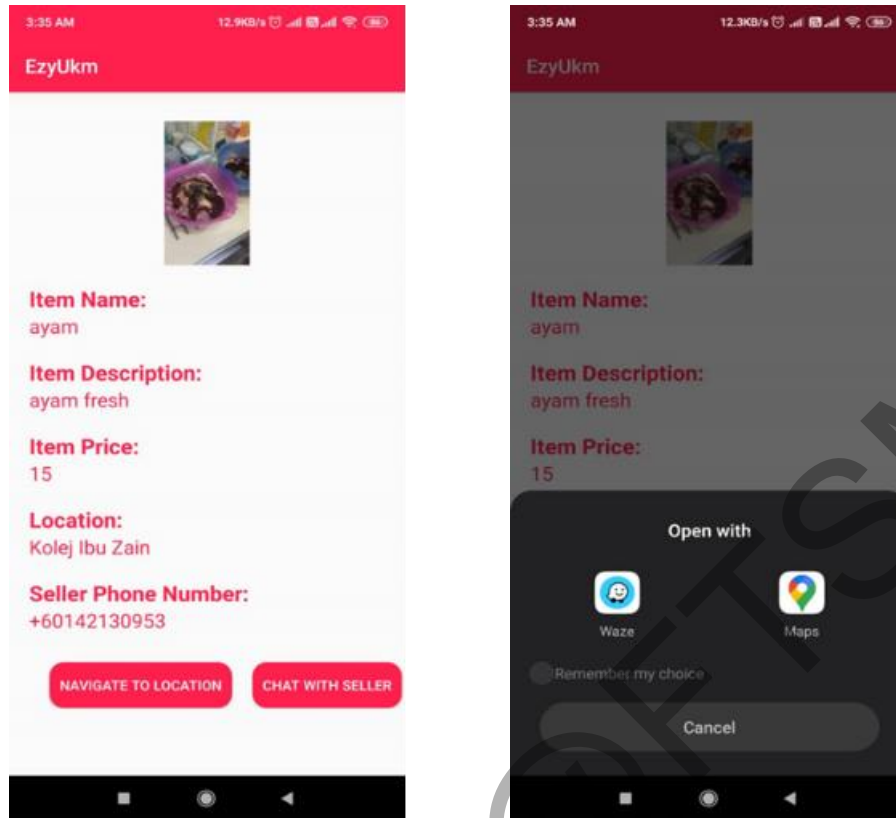 3:35 AM
12.9KB/s
EzyUkm
Item Name:
ayam
Item Description:
ayam fresh
Item Price:
15
Location:
Kolej Ibu Zain
Seller Phone Number:
+60142130953
NAVIGATE TO LOCATION
CHAT WITH SELLER
3:35 AM
12.3KB/s
EzyUkm
Item Name:
ayam
Item Description:
ayam fresh
Item Price:
15
Open with
Waze
Maps
Remember my choice
Cancel